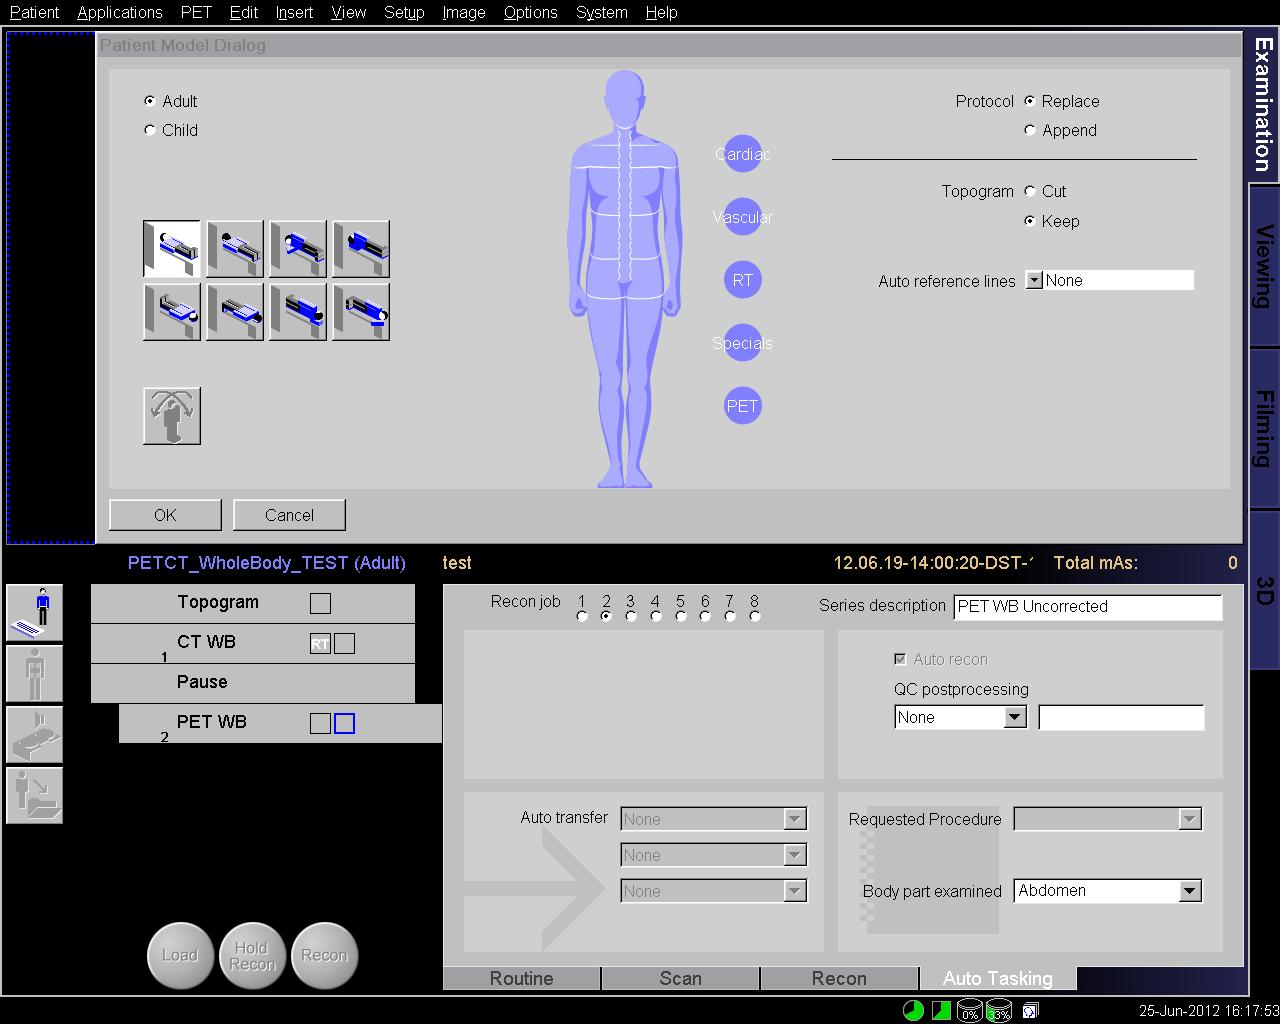 Patient Applications PET Edit Insert View Setup Image Options System Help
Patient Model Dialog
Adult
Child
Cardiac
Vascular
RT
Specials
PET
Protocol Replace
Append
Topogram Cut
Keep
Auto reference lines None
OK Cancel
Examination
Viewing
Filming
3D
PETCT_WholeBody_TEST (Adult) test 12.06.19-14:00:20-DST- Total mAs: 0
Topogram
1 CT WB RT
Pause
2 PET WB
Load
Hold
Recon
Recon
Recon job 1 2 3 4 5 6 7 8
Series description PET WB Uncorrected
Auto recon
QC postprocessing
None
Auto transfer None
None
None
Requested Procedure
Body part examined Abdomen
Routine Scan Recon Auto Tasking
0% 33% 25-Jun-2012 16:17:53